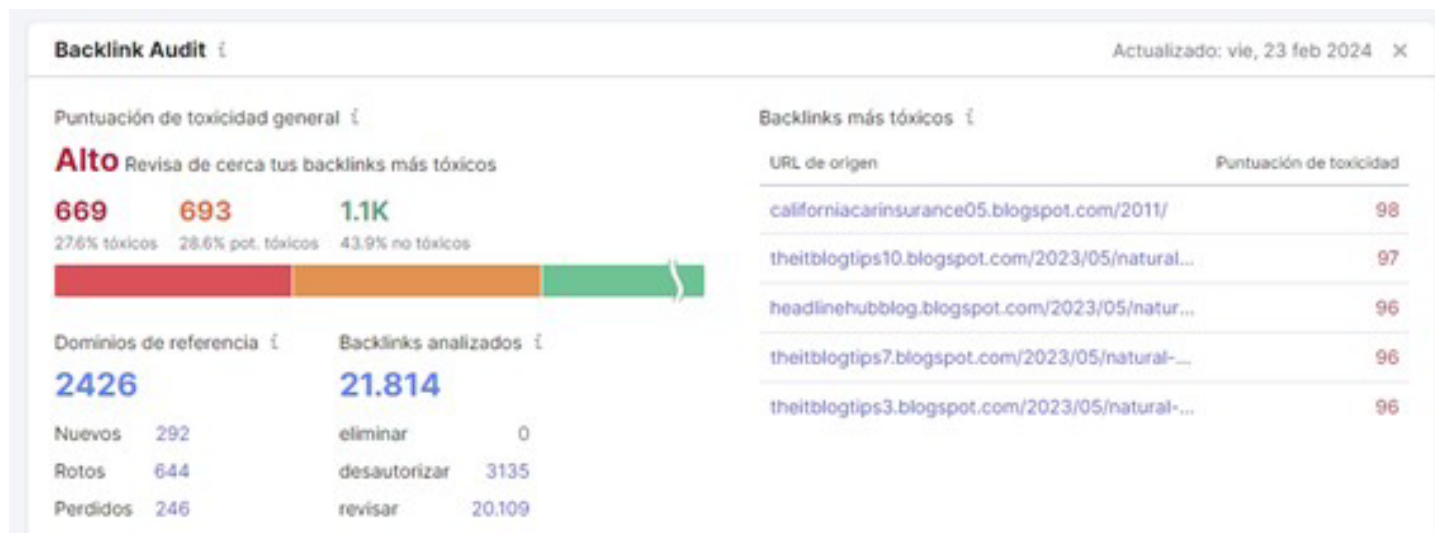 Backlink Audit i
Actualizado: vie, 23 feb 2024 ×
Puntuación de toxicidad general i
Alto Revisa de cerca tus backlinks más tóxicos
669 693 1.1K
27.6% tóxicos 28.6% pot. tóxicos 43.9% no tóxicos
Dominios de referencia i
2426
Nuevos 292
Rotos 644
Perdidos 246
Backlinks analizados i
21.814
eliminar 0
desautorizar 3135
revisar 20.109
Backlinks más tóxicos i
URL de origen Puntuación de toxicidad
californiacarinsurance05.blogspot.com/2011/ 98
theitblogtips10.blogspot.com/2023/05/natural... 97
headlinehubblog.blogspot.com/2023/05/natur... 96
theitblogtips7.blogspot.com/2023/05/natural-... 96
theitblogtips3.blogspot.com/2023/05/natural-... 96